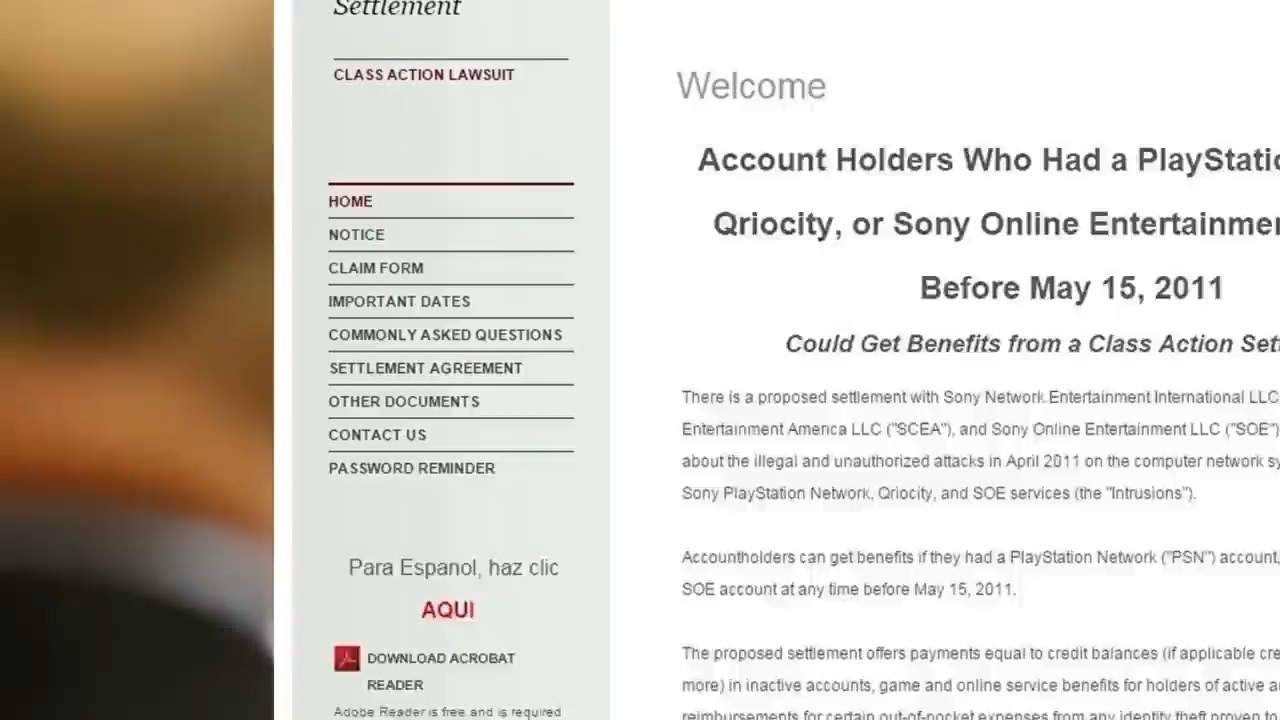 Settlement
CLASS ACTION LAWSUIT
HOME
NOTICE
CLAIM FORM
IMPORTANT DATES
COMMONLY ASKED QUESTIONS
SETTLEMENT AGREEMENT
OTHER DOCUMENTS
CONTACT US
PASSWORD REMINDER
Para Espanol, haz clic
AQUI
DOWNLOAD ACROBAT
READER
Adobe Reader is free and is required
Welcome
Account Holders Who Had a PlayStatio
Qriocity, or Sony Online Entertainmen
Before May 15, 2011
Could Get Benefits from a Class Action Sett
There is a proposed settlement with Sony Network Entertainment International LLC
Entertainment America LLC ("SCEA"), and Sony Online Entertainment LLC ("SOE")
about the illegal and unauthorized attacks in April 2011 on the computer network sy
Sony PlayStation Network, Qriocity, and SOE services (the "Intrusions").
Accountholders can get benefits if they had a PlayStation Network ("PSN") account,
SOE account at any time before May 15, 2011.
The proposed settlement offers payments equal to credit balances (if applicable cre
more) in inactive accounts, game and online service benefits for holders of active a
reimbursements for certain out-of-pocket expenses from any identity theft proven to